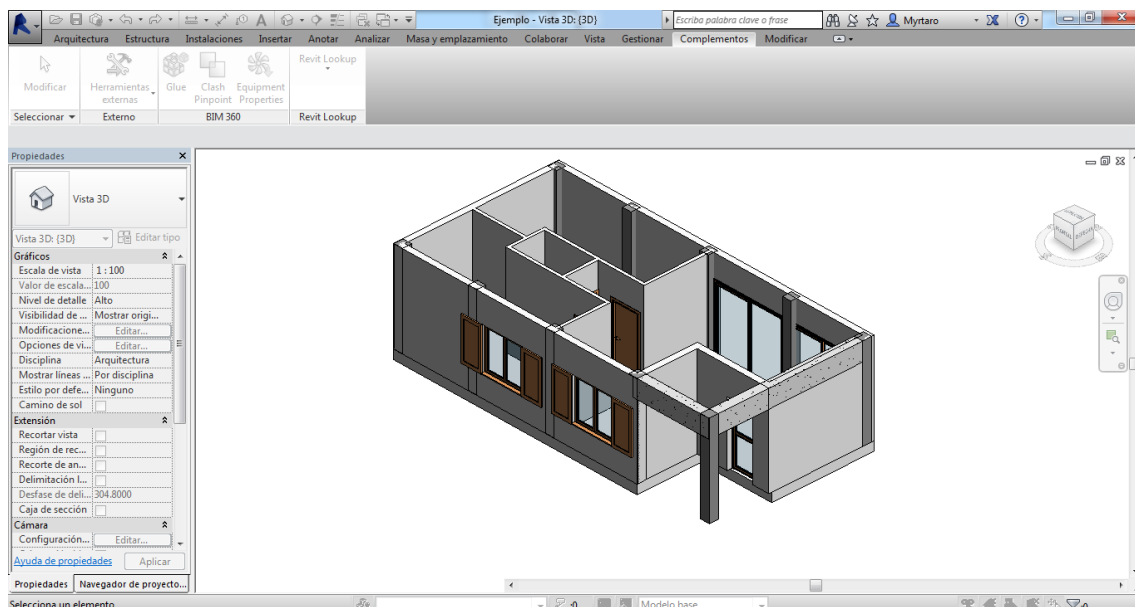 Ejemplo - Vista 3D: {3D}
Escriba palabra clave o frase
Myrtaro
Arquitectura Estructura Instalaciones Insertar Anotar Analizar Masa y emplazamiento Colaborar Vista Gestionar Complementos Modificar
Modificar
Herramientas externas
Glue
Clash Pinpoint
Equipment Properties
Revit Lookup
Seleccionar
Externo
BIM 360
Revit Lookup
Propiedades
Vista 3D
Vista 3D: {3D}
Editar tipo
Gráficos
Escala de vista 1 : 100
Valor de escala... 100
Nivel de detalle Alto
Visibilidad de ... Mostrar origi...
Modificacione... Editar...
Opciones de vi... Editar...
Disciplina Arquitectura
Mostrar líneas ... Por disciplina
Estilo por defe... Ninguno
Camino de sol
Extensión
Recortar vista
Región de rec...
Recorte de an...
Delimitación l...
Desfase de deli... 304.8000
Caja de sección
Cámara
Configuración... Editar...
Ayuda de propiedades
Aplicar
Propiedades
Navegador de proyecto...
Selecciona un elemento
:0
Modelo base
:0